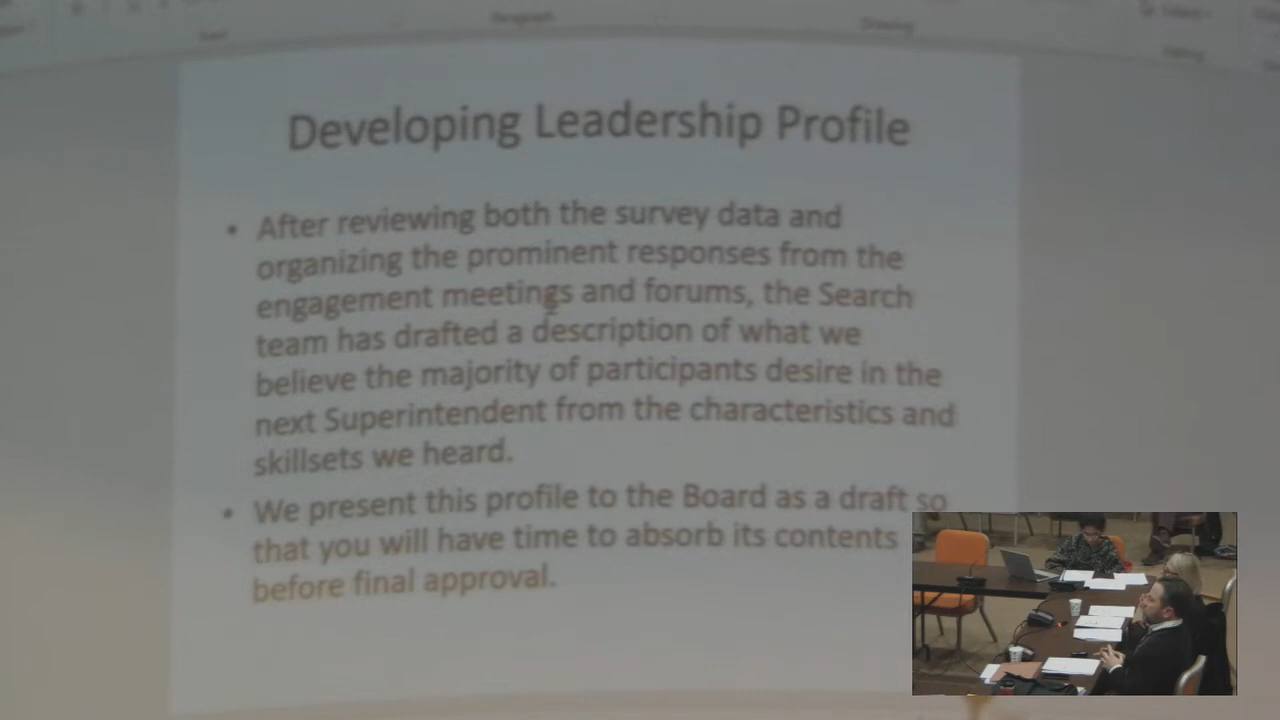 Paragraph
Drawing
Developing Leadership Profile
• After reviewing both the survey data and
organizing the prominent responses from the
engagement meetings and forums, the Search
team has drafted a description of what we
believe the majority of participants desire in the
next Superintendent from the characteristics and
skillsets we heard.
• We present this profile to the Board as a draft so
that you will have time to absorb its contents
before final approval.